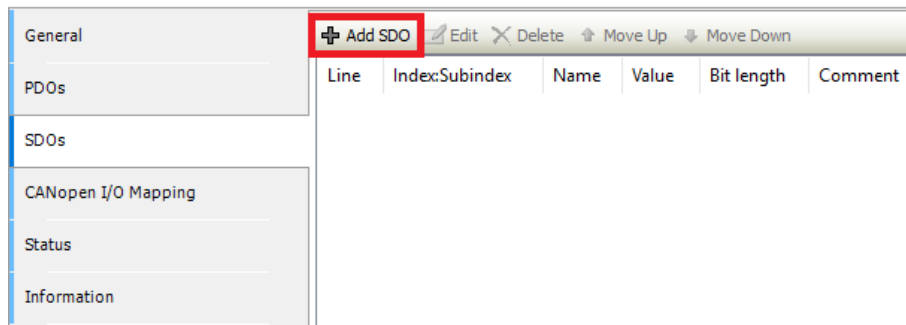 General
PDOs
SDOs
CANopen I/O Mapping
Status
Information
Add SDO Edit Delete Move Up Move Down
Line Index:Subindex Name Value Bit length Comment